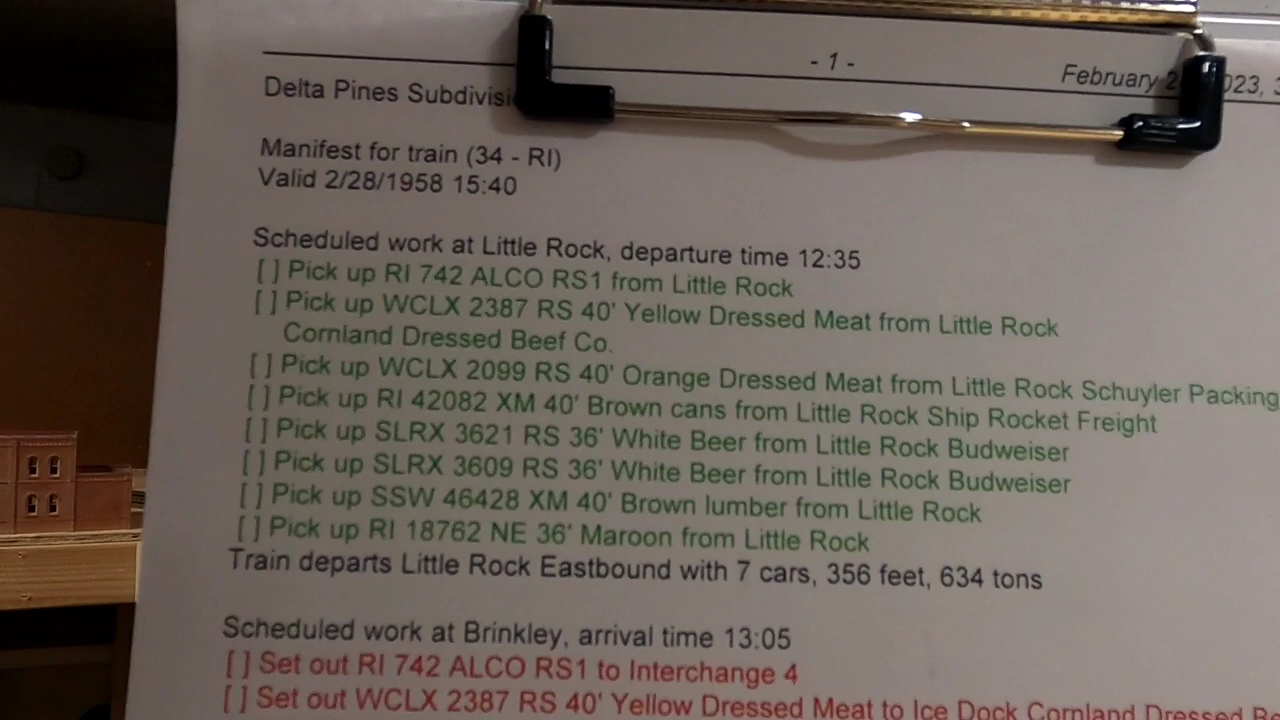 - 1 -
February 2 023, 3
Delta Pines Subdivisi
Manifest for train (34 - RI)
Valid 2/28/1958 15:40
Scheduled work at Little Rock, departure time 12:35
[ ] Pick up RI 742 ALCO RS1 from Little Rock
[ ] Pick up WCLX 2387 RS 40' Yellow Dressed Meat from Little Rock
Cornland Dressed Beef Co.
[ ] Pick up WCLX 2099 RS 40' Orange Dressed Meat from Little Rock Schuyler Packing
[ ] Pick up RI 42082 XM 40' Brown cans from Little Rock Ship Rocket Freight
[ ] Pick up SLRX 3621 RS 36' White Beer from Little Rock Budweiser
[ ] Pick up SLRX 3609 RS 36' White Beer from Little Rock Budweiser
[ ] Pick up SSW 46428 XM 40' Brown lumber from Little Rock
[ ] Pick up RI 18762 NE 36' Maroon from Little Rock
Train departs Little Rock Eastbound with 7 cars, 356 feet, 634 tons
Scheduled work at Brinkley, arrival time 13:05
[ ] Set out RI 742 ALCO RS1 to Interchange 4
[ ] Set out WCLX 2387 RS 40' Yellow Dressed Meat to Ice Dock Cornland Dressed Be